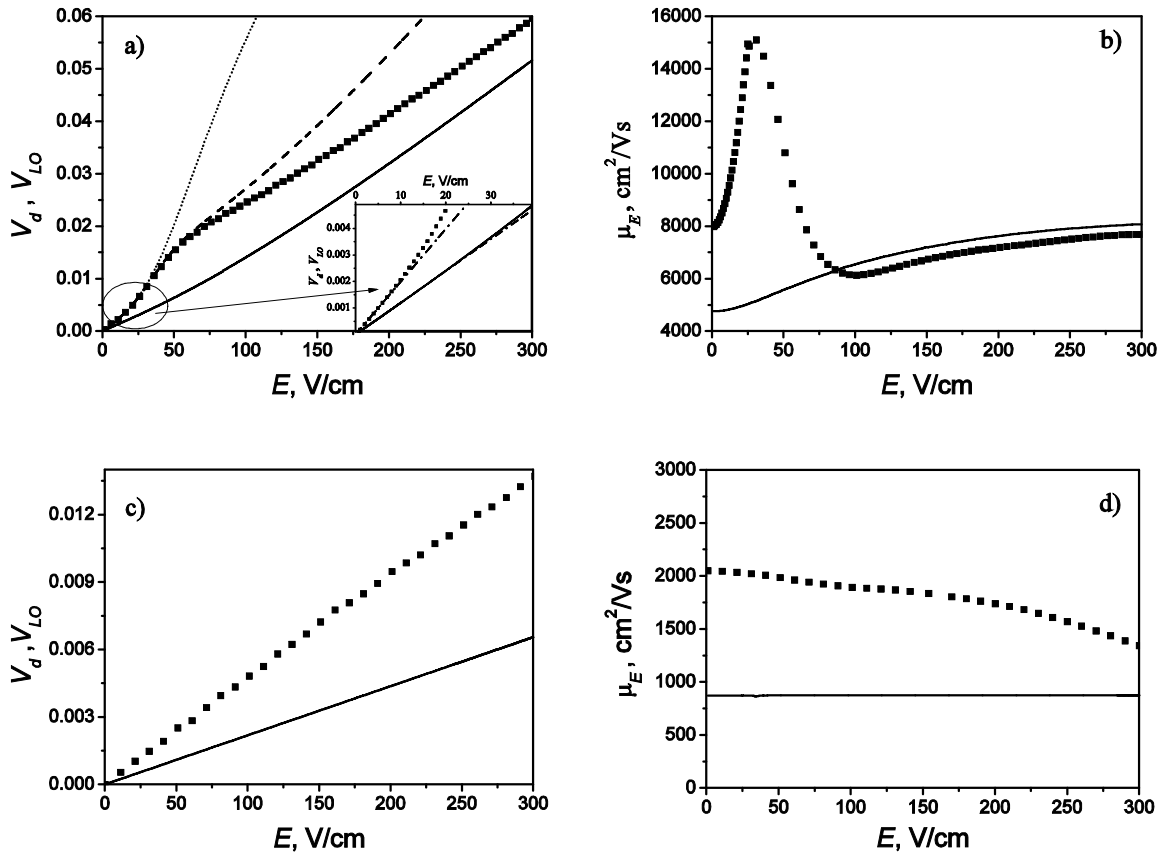 a)
0.06
0.05
0.04
0.03
0.02
0.01
0.00
V_d , V_LO
0 50 100 150 200 250 300
E, V/cm
E, V/cm
0 10 20 30
0.004
0.003
0.002
0.001
V_d, V_LO
b)
16000
14000
12000
10000
8000
6000
4000
μ_E, cm²/Vs
0 50 100 150 200 250 300
E, V/cm
c)
0.012
0.009
0.006
0.003
0.000
V_d , V_LO
0 50 100 150 200 250 300
E, V/cm
d)
3000
2500
2000
1500
1000
500
0
μ_E, cm²/Vs
0 50 100 150 200 250 300
E, V/cm